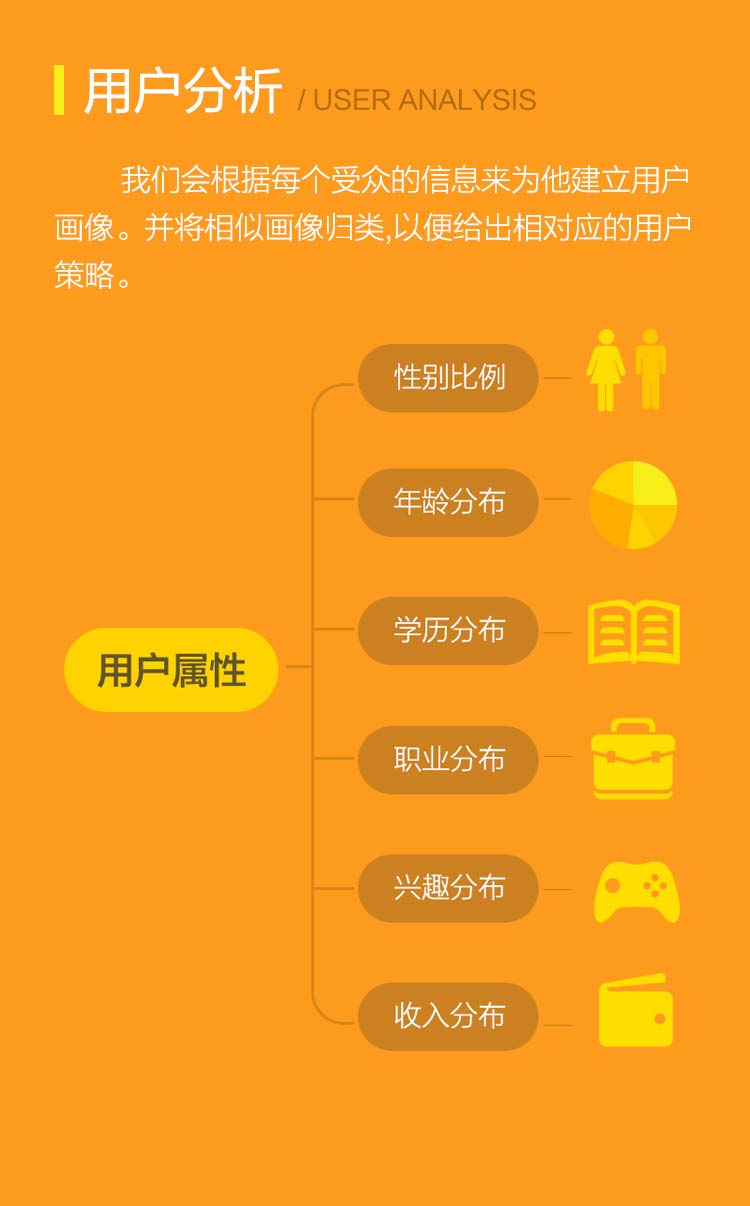 用户分析 / USER ANALYSIS
我们会根据每个受众的信息来为他建立用户
画像。并将相似画像归类,以便给出相对应的用户
策略。
性别比例
年龄分布
学历分布
用户属性
职业分布
兴趣分布
收入分布